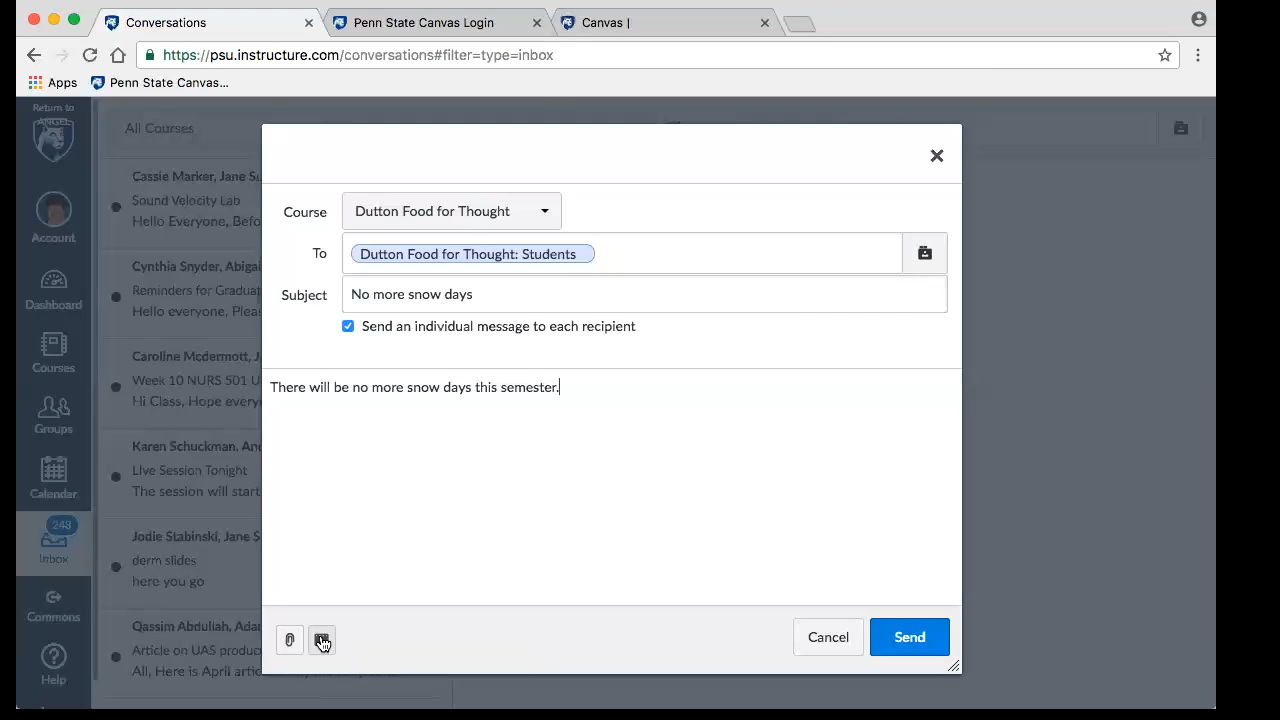 Conversations
Penn State Canvas Login
Canvas |
https://psu.instructure.com/conversations#filter=type=inbox
Apps
Penn State Canvas...
Return to
ANGEL
Account
Dashboard
Courses
Groups
Calendar
248
Inbox
Commons
Help
All Courses
Cassie Marker, Jane Su
Sound Velocity Lab
Hello Everyone, Befo
Cynthia Snyder, Abigai
Reminders for Graduat
Hello everyone, Pleas
Caroline Mcdermott, J
Week 10 NURS 501 U
Hi Class, Hope every
Karen Schuckman, And
LIve Session Tonight
The session will start
Jodie Stabinski, Jane S
derm slides
here you go
Qassim Abdullah, Adar
Article on UAS produc
All, Here is April artic
Course
Dutton Food for Thought
To
Dutton Food for Thought: Students
Subject
No more snow days
Send an individual message to each recipient
There will be no more snow days this semester.
Cancel
Send